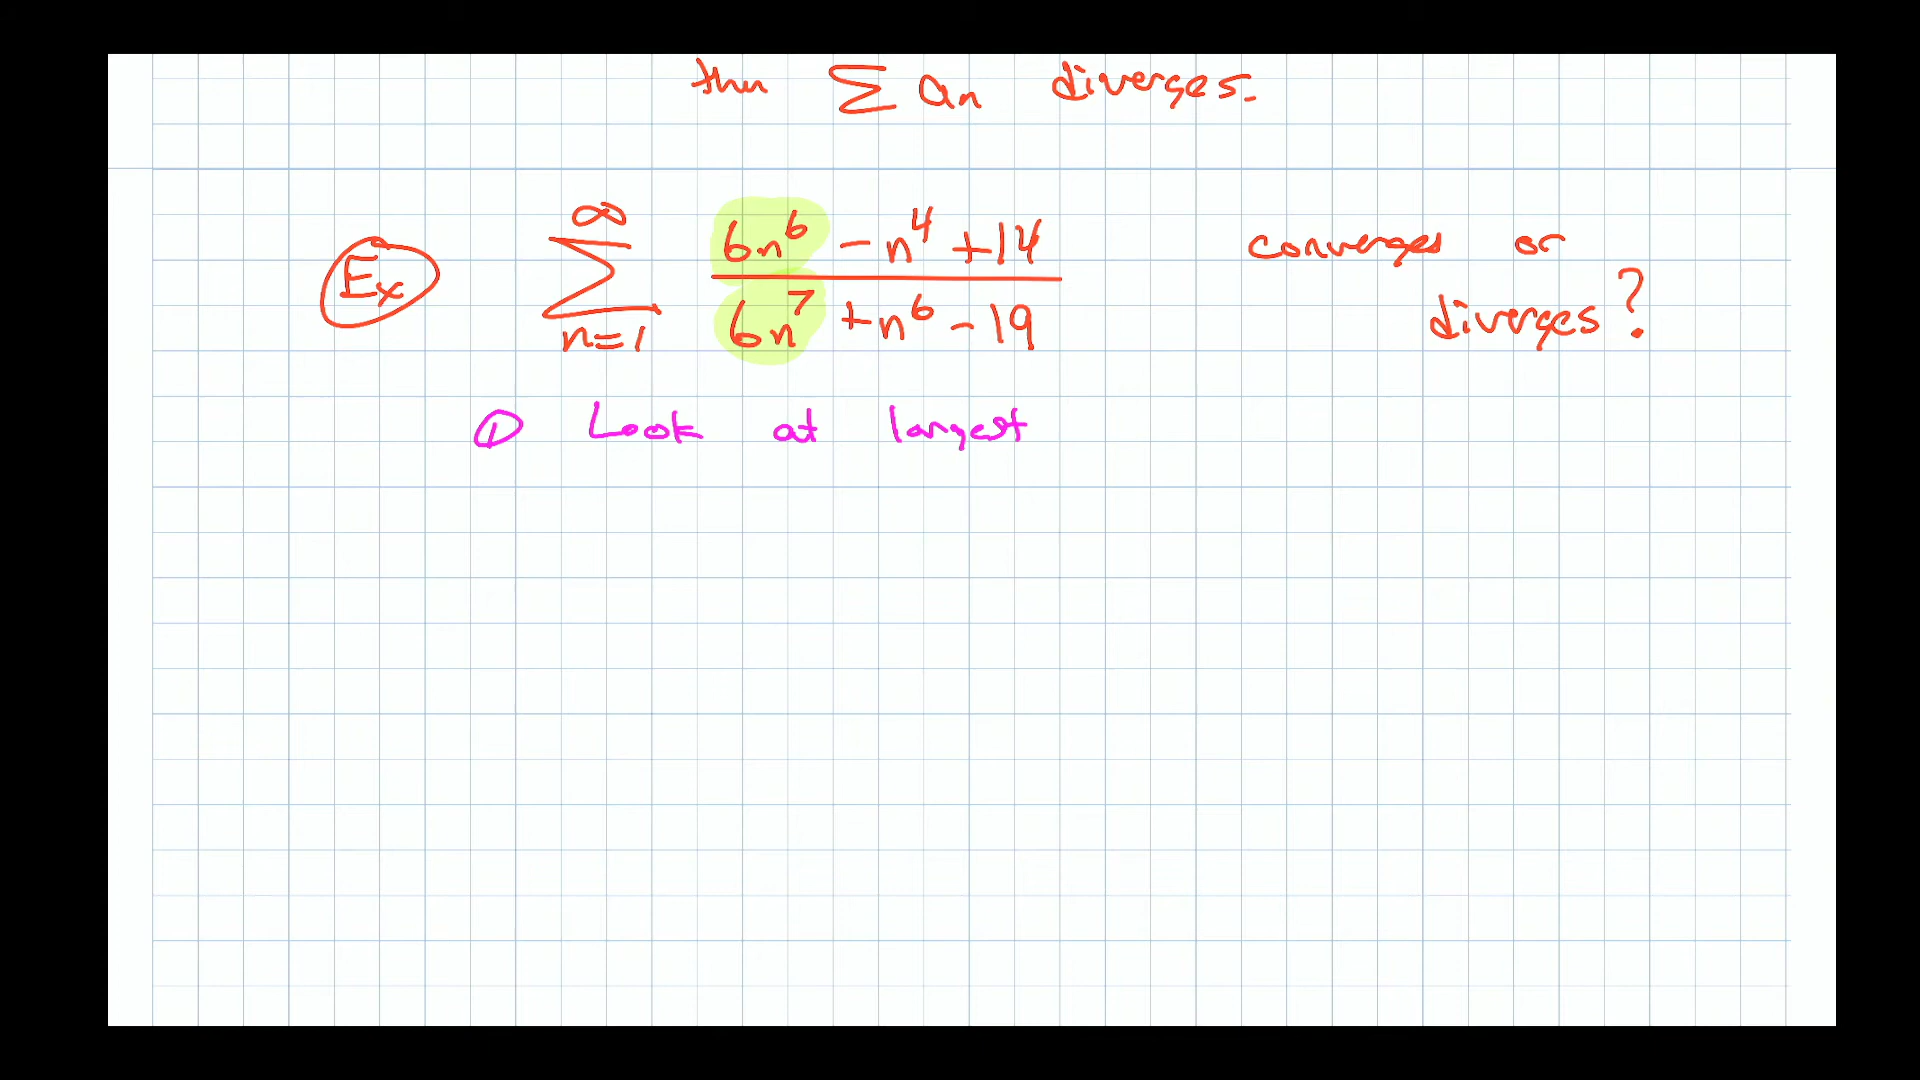 then ∑ an diverges.
Ex ∞ ∑ n=1 6n^6 - n^4 + 14 / 6n^7 + n^6 - 19 converges or diverges?
① Look at largest